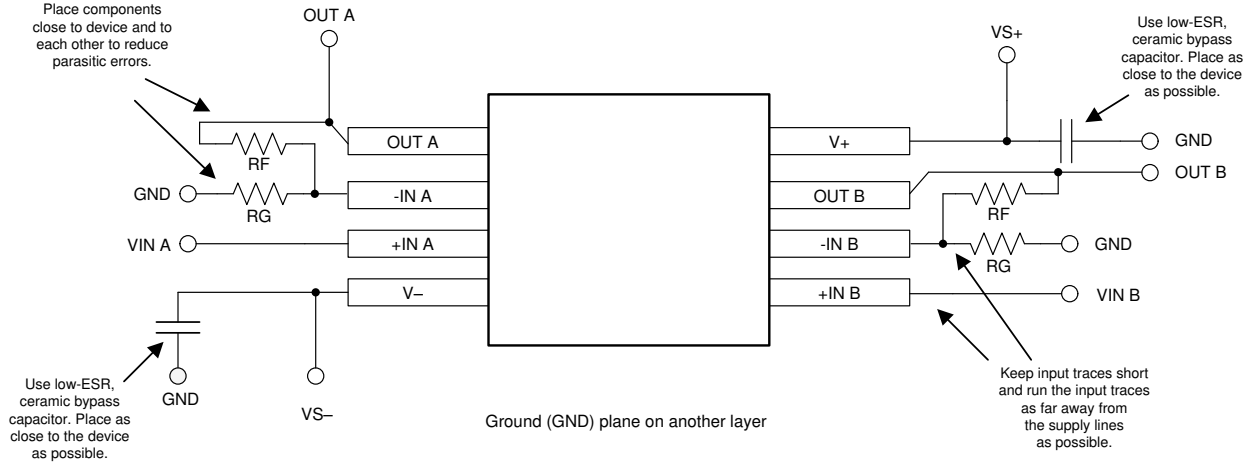 Place components
close to device and to
each other to reduce
parasitic errors.
OUT A
VS+
Use low-ESR,
ceramic bypass
capacitor. Place as
close to the device
as possible.
OUT A
V+
GND
RF
OUT B
GND
-IN A
OUT B
RG
RF
VIN A
+IN A
-IN B
GND
RG
V–
+IN B
VIN B
Use low-ESR,
ceramic bypass
capacitor. Place as
close to the device
as possible.
GND
VS–
Ground (GND) plane on another layer
Keep input traces short
and run the input traces
as far away from
the supply lines
as possible.